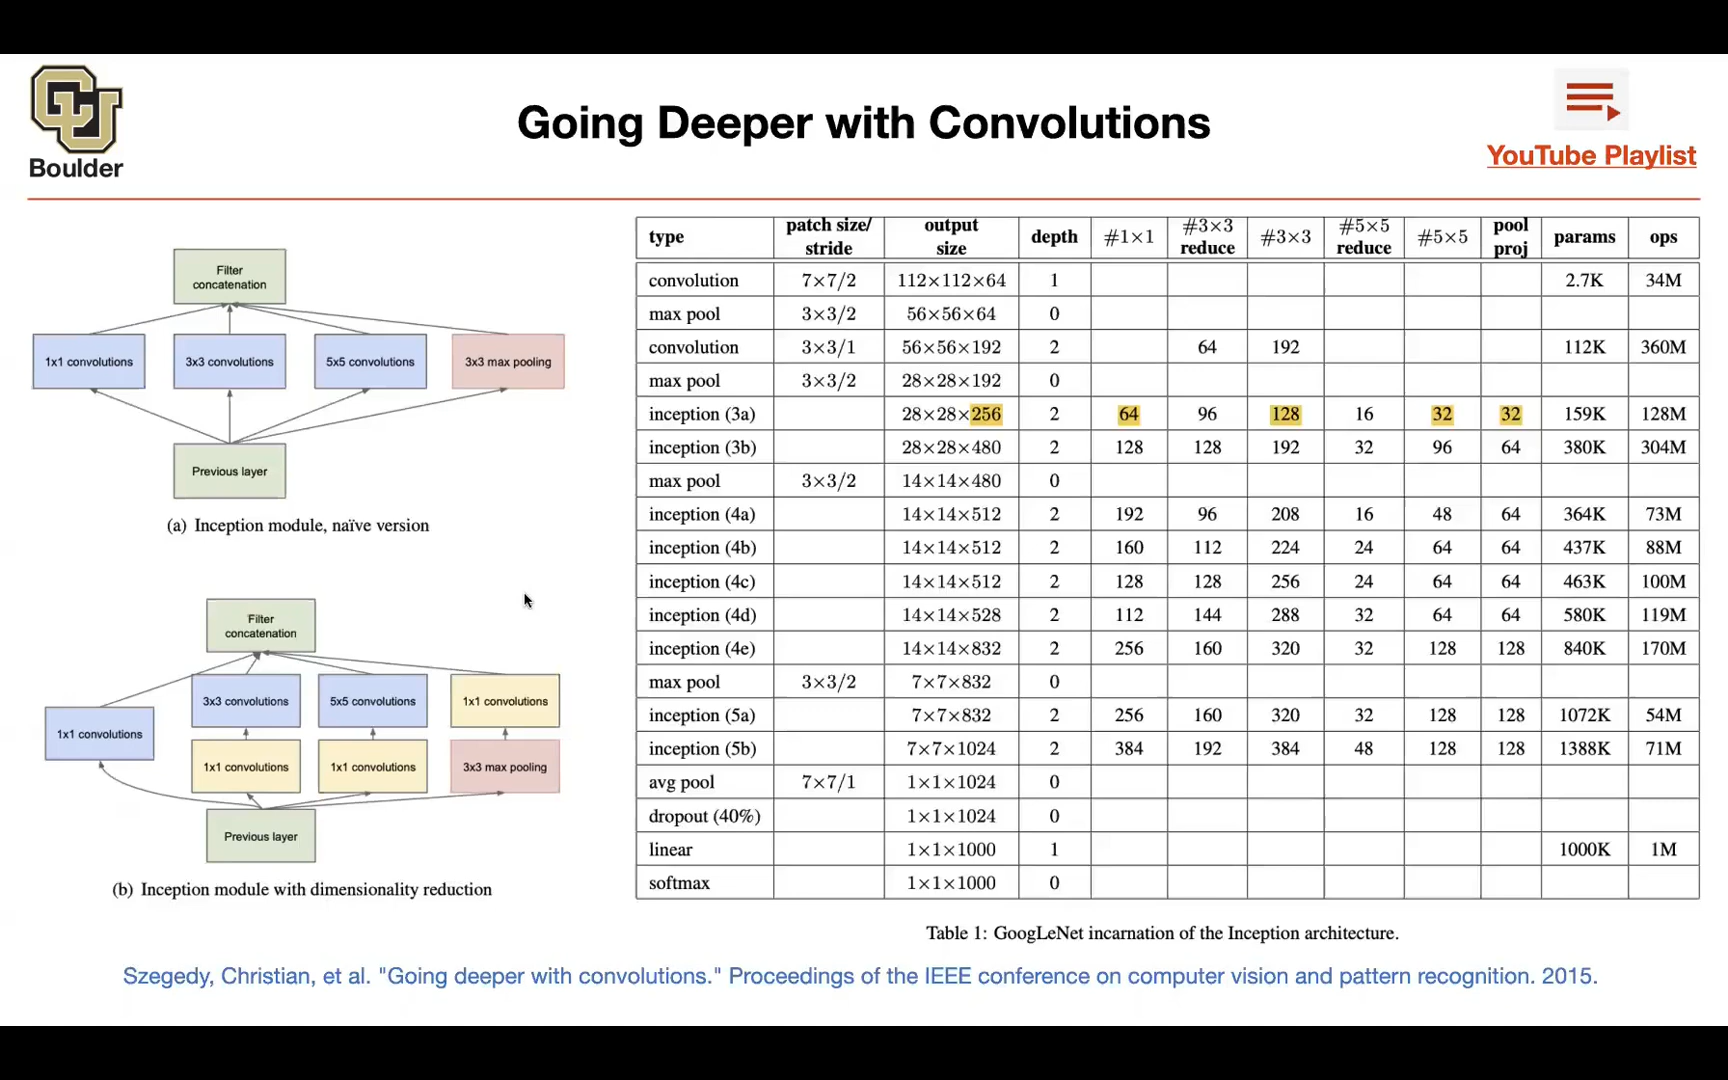 CU
Boulder
Going Deeper with Convolutions
YouTube Playlist
Filter
concatenation
1x1 convolutions 3x3 convolutions 5x5 convolutions 3x3 max pooling
Previous layer
(a) Inception module, naïve version
Filter
concatenation
3x3 convolutions 5x5 convolutions 1x1 convolutions
1x1 convolutions
1x1 convolutions 1x1 convolutions 3x3 max pooling
Previous layer
(b) Inception module with dimensionality reduction
type patch size/ stride output size depth #1×1 #3×3 reduce #3×3 #5×5 reduce #5×5 pool proj params ops
convolution 7×7/2 112×112×64 1 2.7K 34M
max pool 3×3/2 56×56×64 0
convolution 3×3/1 56×56×192 2 64 192 112K 360M
max pool 3×3/2 28×28×192 0
inception (3a) 28×28×256 2 64 96 128 16 32 32 159K 128M
inception (3b) 28×28×480 2 128 128 192 32 96 64 380K 304M
max pool 3×3/2 14×14×480 0
inception (4a) 14×14×512 2 192 96 208 16 48 64 364K 73M
inception (4b) 14×14×512 2 160 112 224 24 64 64 437K 88M
inception (4c) 14×14×512 2 128 128 256 24 64 64 463K 100M
inception (4d) 14×14×528 2 112 144 288 32 64 64 580K 119M
inception (4e) 14×14×832 2 256 160 320 32 128 128 840K 170M
max pool 3×3/2 7×7×832 0
inception (5a) 7×7×832 2 256 160 320 32 128 128 1072K 54M
inception (5b) 7×7×1024 2 384 192 384 48 128 128 1388K 71M
avg pool 7×7/1 1×1×1024 0
dropout (40%) 1×1×1024 0
linear 1×1×1000 1 1000K 1M
softmax 1×1×1000 0
Table 1: GoogLeNet incarnation of the Inception architecture.
Szegedy, Christian, et al. "Going deeper with convolutions." Proceedings of the IEEE conference on computer vision and pattern recognition. 2015.